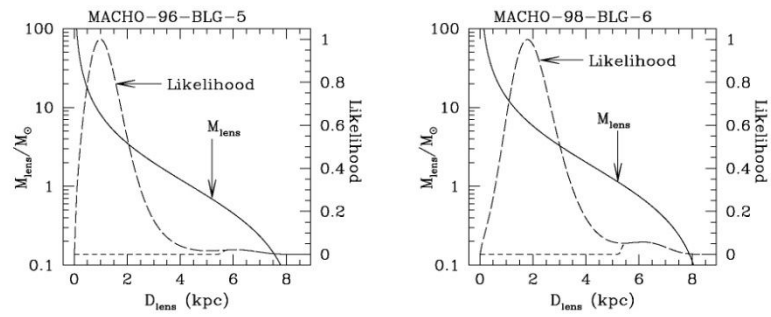 MACHO-96-BLG-5
100
10
1
0.1
M_lens/M_⊙
Likelihood
M_lens
1
0.8
0.6
0.4
0.2
0
Likelihood
0 2 4 6 8
D_lens (kpc)
MACHO-98-BLG-6
100
10
1
0.1
M_lens/M_⊙
Likelihood
M_lens
1
0.8
0.6
0.4
0.2
0
Likelihood
0 2 4 6 8
D_lens (kpc)